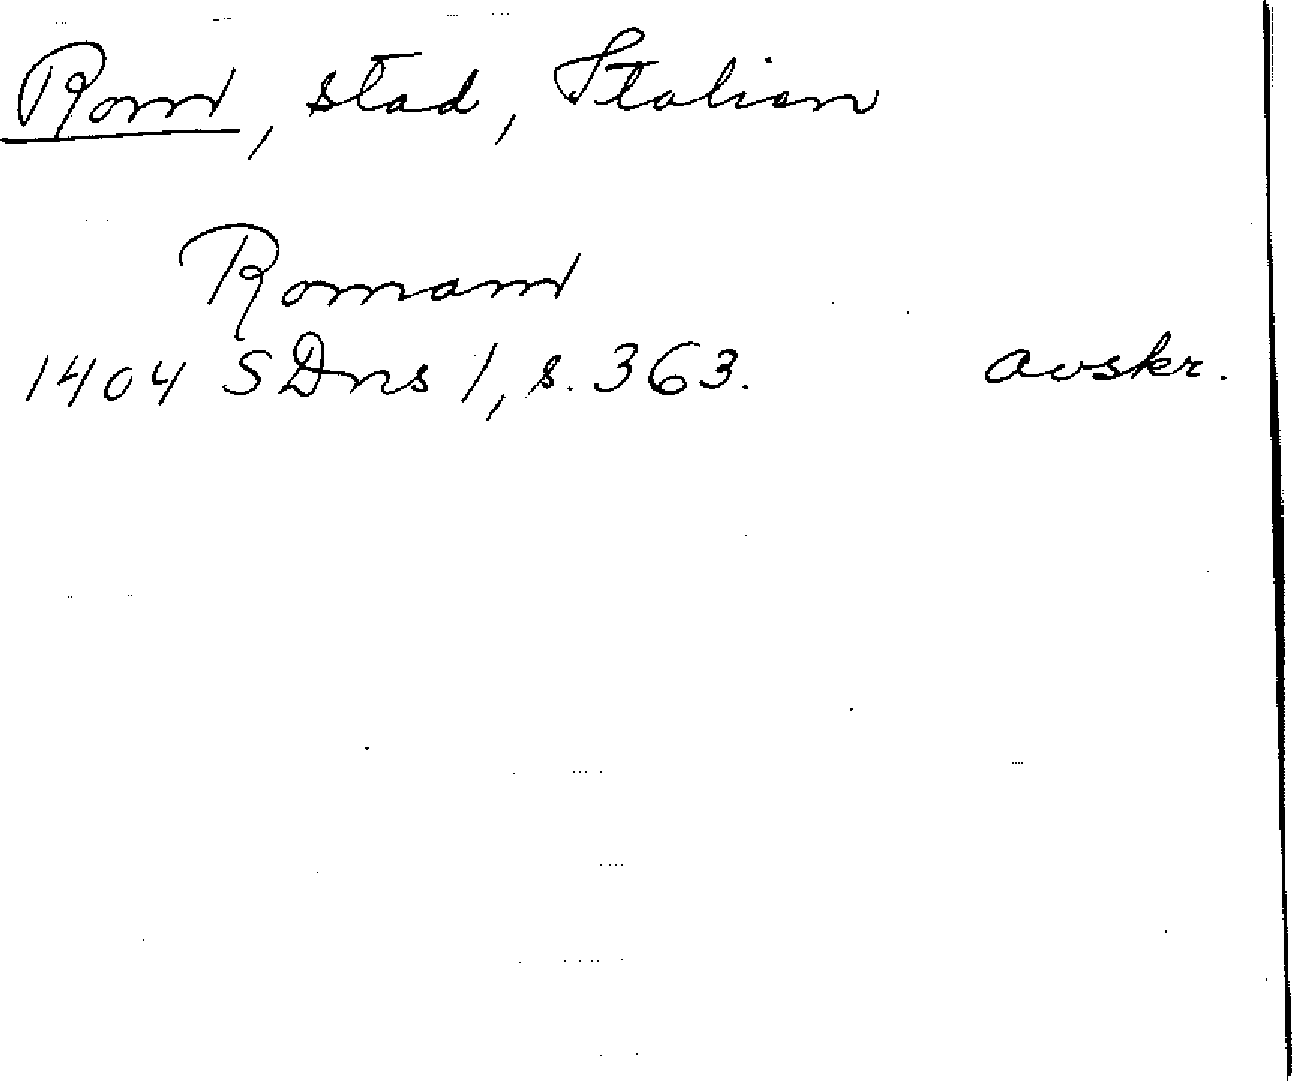 Rom, stad, Italien
Romam
1404 SDns 1, s. 363. avskr.